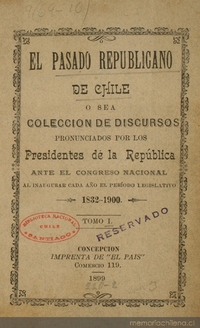 EL PASADO REPUBLICANO
DE CHILE
O SEA
COLECCION DE DISCURSOS
PRONUNCIADOS POR LOS
Presidentes de la República
ANTE EL CONGRESO NACIONAL
AL INAUGURAR CADA AÑO EL PERÍODO LEGISLATIVO
1832-1900
TOMO I.
BIBLIOTECA NACIONAL
CHILE
SANTIAGO
RESERVADO
CONCEPCION
IMPRENTA DE "EL PAIS"
COMERCIO 119.
1899
memoriachilena.cl